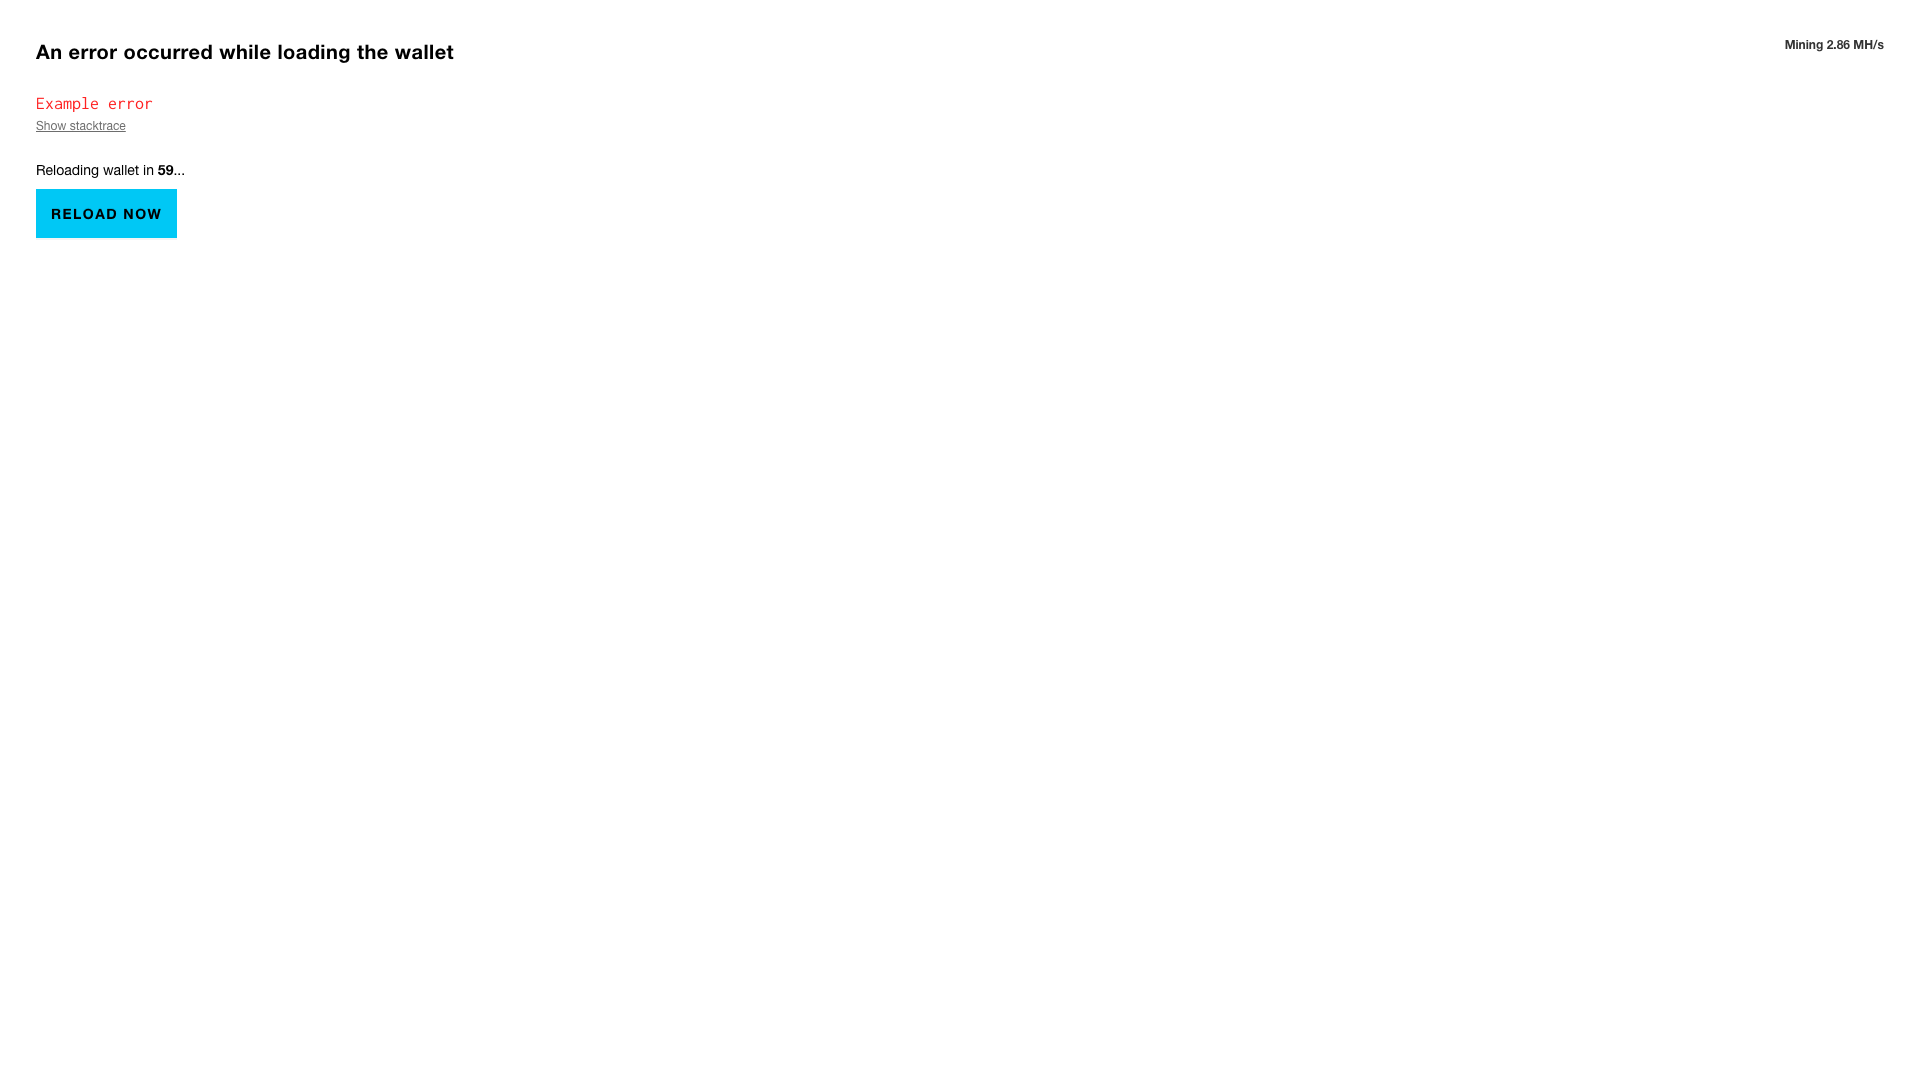 An error occurred while loading the wallet
Mining 2.86 MH/s
Example error
Show stacktrace
Reloading wallet in 59...
RELOAD NOW